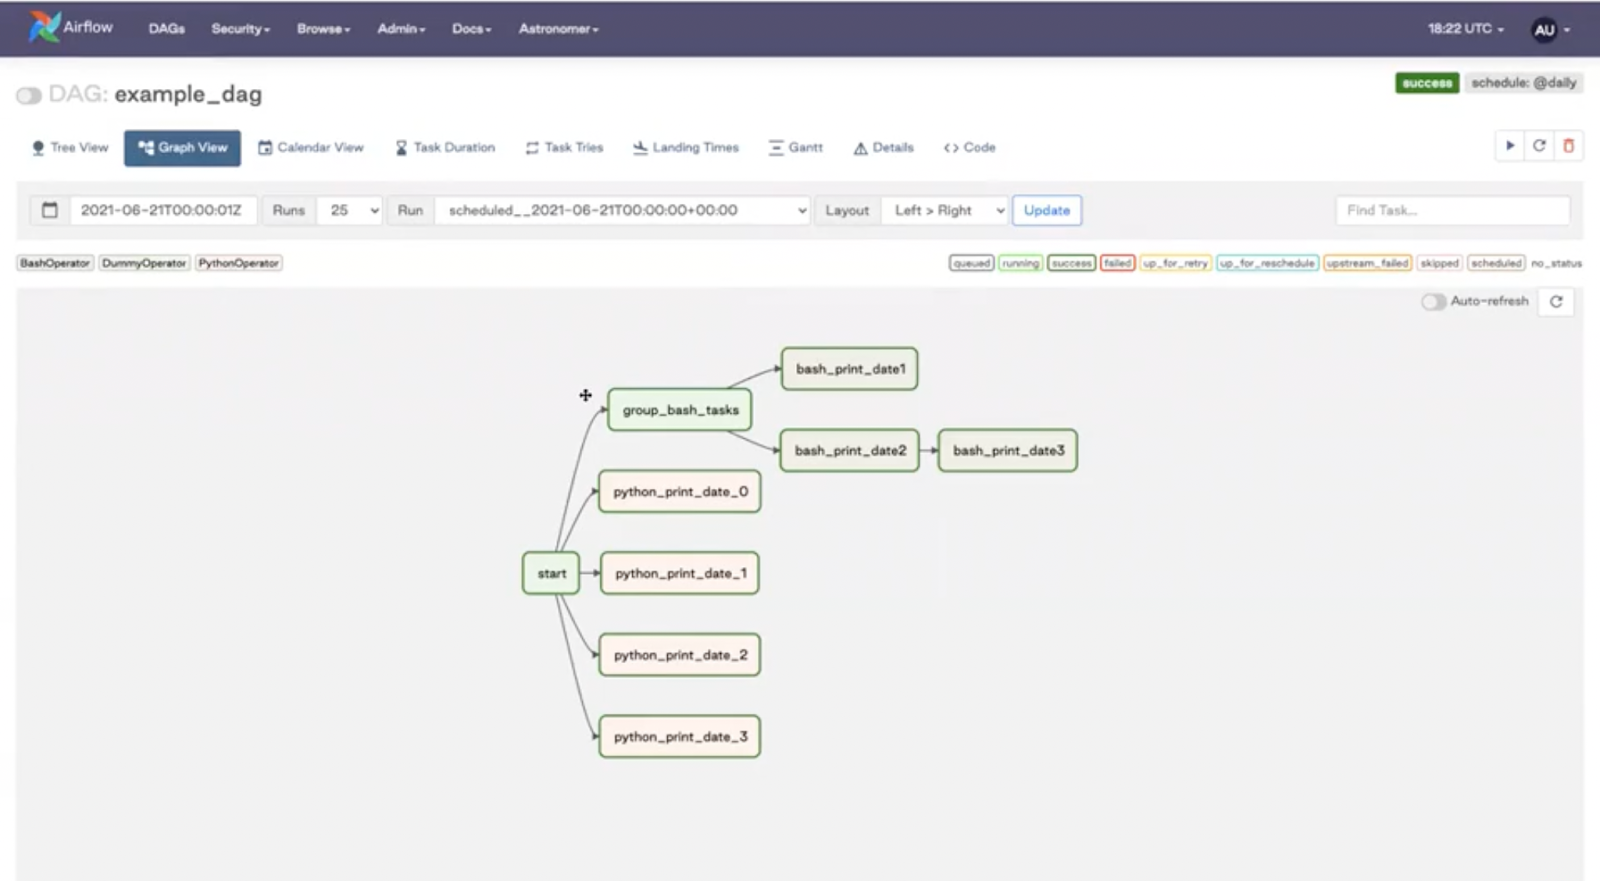 Airflow DAGs Security Browse Admin Docs Astronomer 18:22 UTC AU
DAG: example_dag success schedule: @daily
Tree View Graph View Calendar View Task Duration Task Tries Landing Times Gantt Details <> Code
2021-06-21T00:00:01Z Runs 25 Run scheduled__2021-06-21T00:00:00+00:00 Layout Left > Right Update Find Task...
BashOperator DummyOperator PythonOperator queued running success failed up_for_retry up_for_reschedule upstream_failed skipped scheduled no_status
Auto-refresh
bash_print_date1
group_bash_tasks
bash_print_date2 bash_print_date3
python_print_date_0
start python_print_date_1
python_print_date_2
python_print_date_3